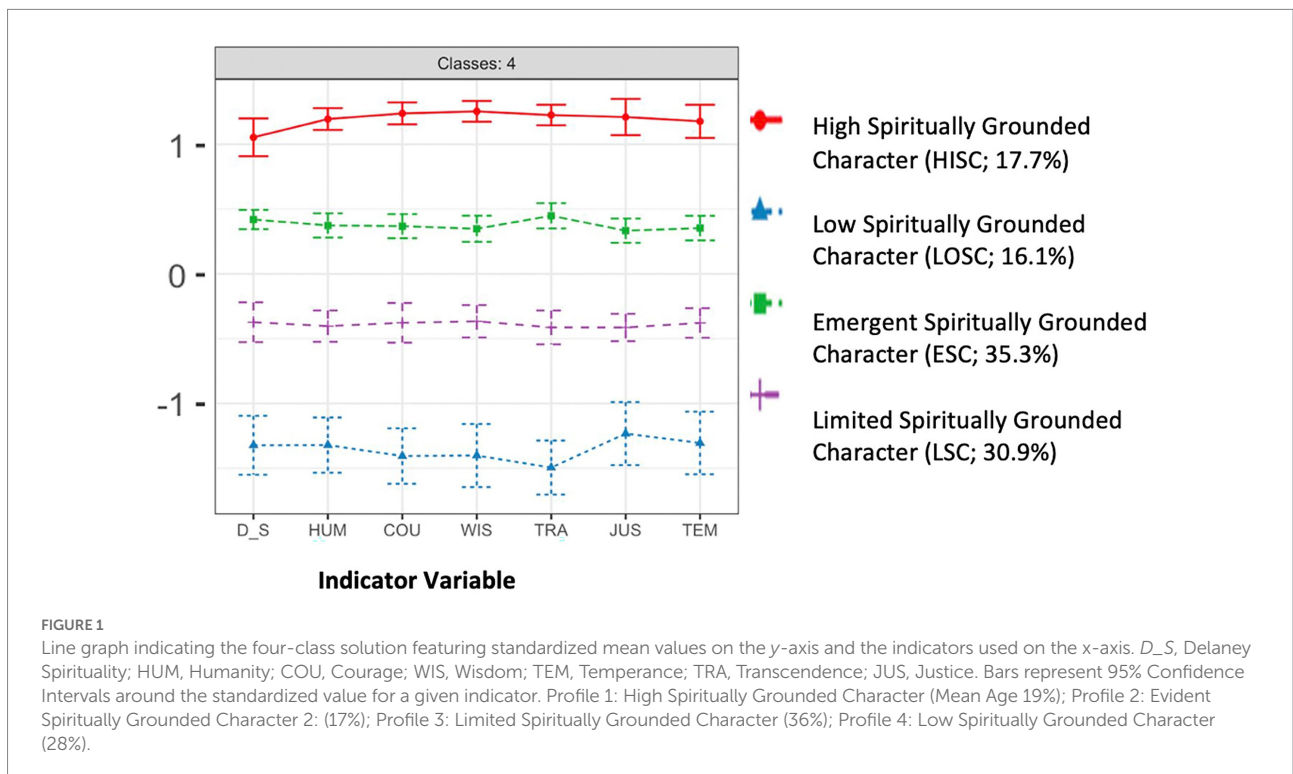 Classes: 4
1
0
-1
D_S HUM COU WIS TRA JUS TEM
Indicator Variable
High Spiritually Grounded
Character (HISC; 17.7%)
Low Spiritually Grounded
Character (LOSC; 16.1%)
Emergent Spiritually Grounded
Character (ESC; 35.3%)
Limited Spiritually Grounded
Character (LSC; 30.9%)
FIGURE 1
Line graph indicating the four-class solution featuring standardized mean values on the y-axis and the indicators used on the x-axis. D_S, Delaney
Spirituality; HUM, Humanity; COU, Courage; WIS, Wisdom; TEM, Temperance; TRA, Transcendence; JUS, Justice. Bars represent 95% Confidence
Intervals around the standardized value for a given indicator. Profile 1: High Spiritually Grounded Character (Mean Age 19%); Profile 2: Evident
Spiritually Grounded Character 2: (17%); Profile 3: Limited Spiritually Grounded Character (36%); Profile 4: Low Spiritually Grounded Character
(28%).